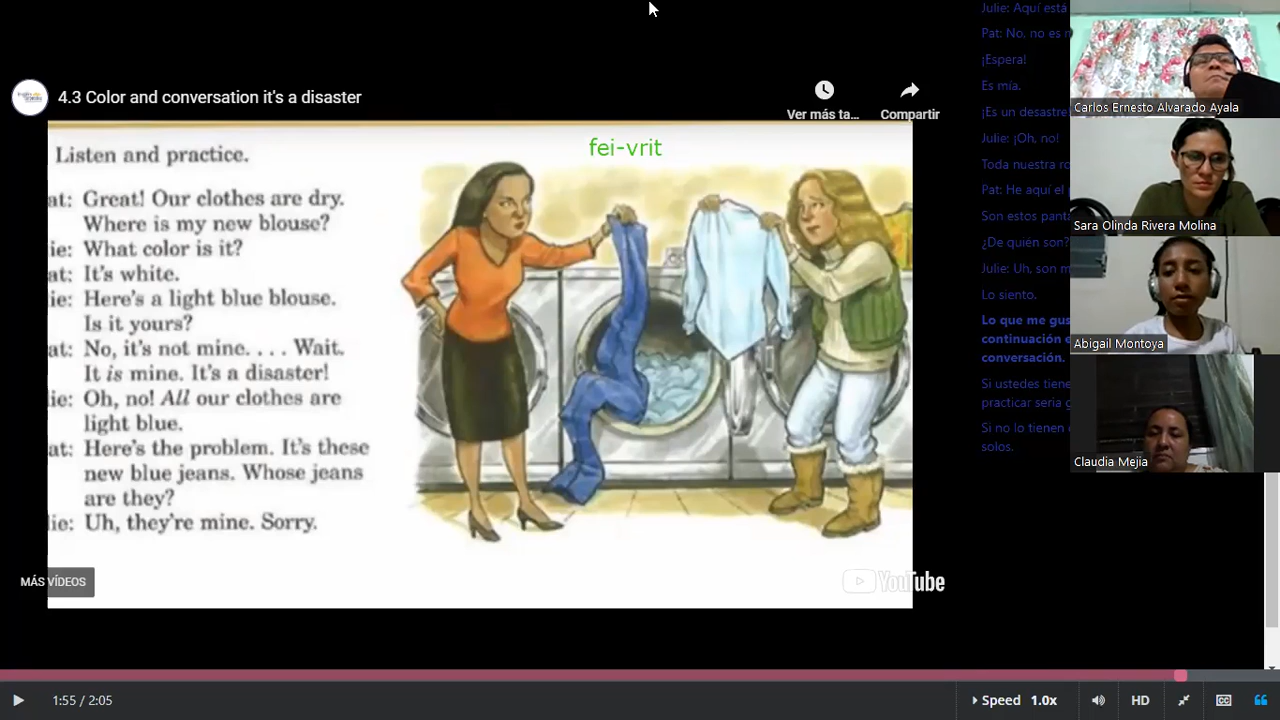 4.3 Color and conversation it's a disaster
Ver más ta...
Compartir
fei-vrit
Listen and practice.
at: Great! Our clothes are dry.
Where is my new blouse?
ie: What color is it?
at: It's white.
ie: Here's a light blue blouse.
Is it yours?
at: No, it's not mine. . . . Wait.
It is mine. It's a disaster!
lie: Oh, no! All our clothes are
light blue.
at: Here's the problem. It's these
new blue jeans. Whose jeans
are they?
lie: Uh, they're mine. Sorry.
MÁS VÍDEOS
YouTube
Julie: Aquí está
Pat: No, no es m
¡Espera!
Es mía.
¡Es un desastre!
Julie: ¡Oh, no!
Toda nuestra ro
Pat: He aquí el p
Son estos panta
¿De quién son?
Julie: Uh, son m
Lo siento.
Lo que me gus
continuación e
conversación.
Si ustedes tiene
practicar seria g
Si no lo tienen
solos.
Carlos Ernesto Alvarado Ayala
Sara Olinda Rivera Molina
Abigail Montoya
Claudia Mejía
1:55 / 2:05
Speed 1.0x
HD
CC